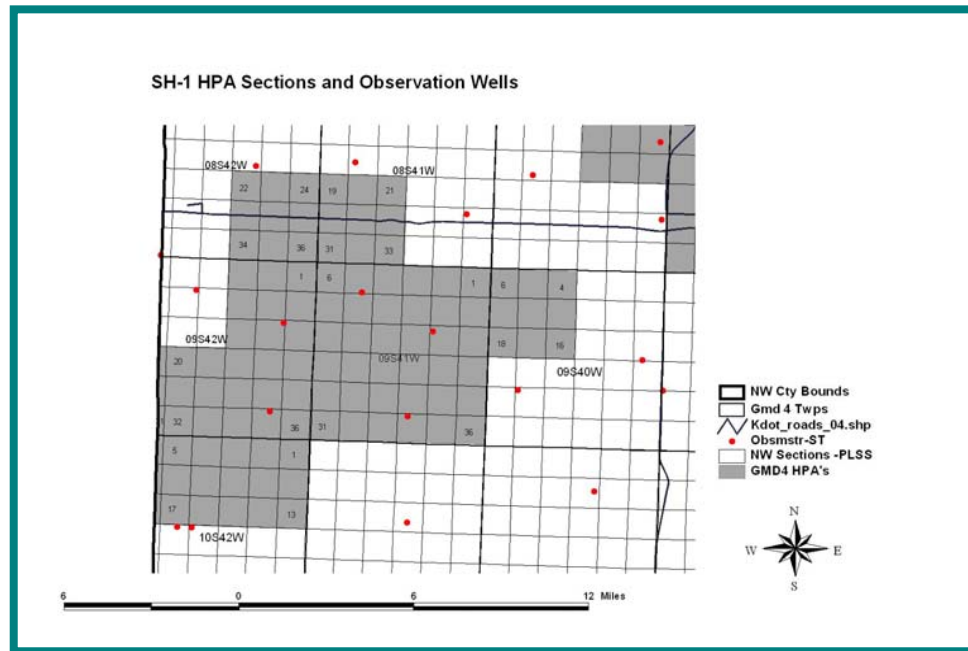 SH-1 HPA Sections and Observation Wells
08S42W
08S41W
22 24 19 21
34 36 31 33
1 6 1 6 4
09S42W
18 16
20 09S41W
09S40W
32 36 31 36
5 1
17 13
10S42W
NW Cty Bounds
Gmd 4 Twps
Kdot_roads_04.shp
Obsmstr-ST
NW Sections -PLSS
GMD4 HPA's
N
W E
S
6 0 6 12 Miles